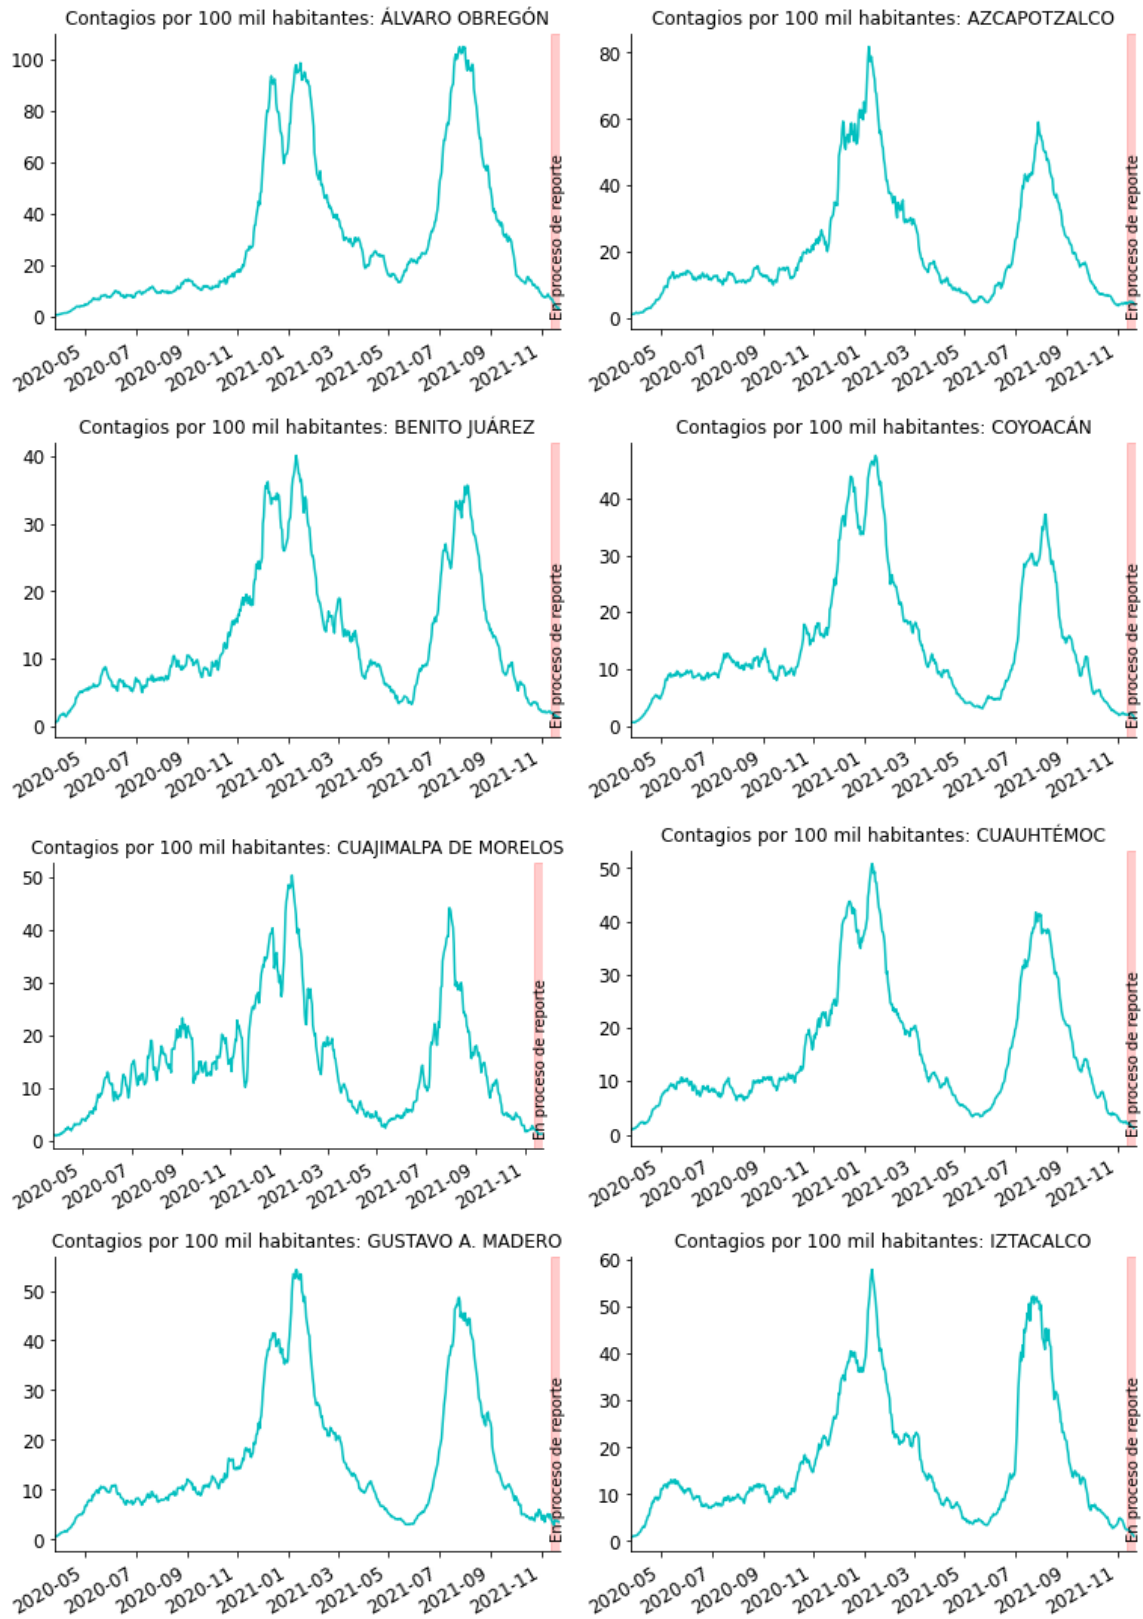 Contagios por 100 mil habitantes: ÁLVARO OBREGÓN
100
80
60
40
20
0
En proceso de reporte
2020-05 2020-07 2020-09 2020-11 2021-01 2021-03 2021-05 2021-07 2021-09 2021-11
Contagios por 100 mil habitantes: AZCAPOTZALCO
80
60
40
20
0
En proceso de reporte
2020-05 2020-07 2020-09 2020-11 2021-01 2021-03 2021-05 2021-07 2021-09 2021-11
Contagios por 100 mil habitantes: BENITO JUÁREZ
40
30
20
10
0
En proceso de reporte
2020-05 2020-07 2020-09 2020-11 2021-01 2021-03 2021-05 2021-07 2021-09 2021-11
Contagios por 100 mil habitantes: COYOACÁN
40
30
20
10
0
En proceso de reporte
2020-05 2020-07 2020-09 2020-11 2021-01 2021-03 2021-05 2021-07 2021-09 2021-11
Contagios por 100 mil habitantes: CUAJIMALPA DE MORELOS
50
40
30
20
10
0
En proceso de reporte
2020-05 2020-07 2020-09 2020-11 2021-01 2021-03 2021-05 2021-07 2021-09 2021-11
Contagios por 100 mil habitantes: CUAUHTÉMOC
50
40
30
20
10
0
En proceso de reporte
2020-05 2020-07 2020-09 2020-11 2021-01 2021-03 2021-05 2021-07 2021-09 2021-11
Contagios por 100 mil habitantes: GUSTAVO A. MADERO
50
40
30
20
10
0
En proceso de reporte
2020-05 2020-07 2020-09 2020-11 2021-01 2021-03 2021-05 2021-07 2021-09 2021-11
Contagios por 100 mil habitantes: IZTACALCO
60
50
40
30
20
10
0
En proceso de reporte
2020-05 2020-07 2020-09 2020-11 2021-01 2021-03 2021-05 2021-07 2021-09 2021-11